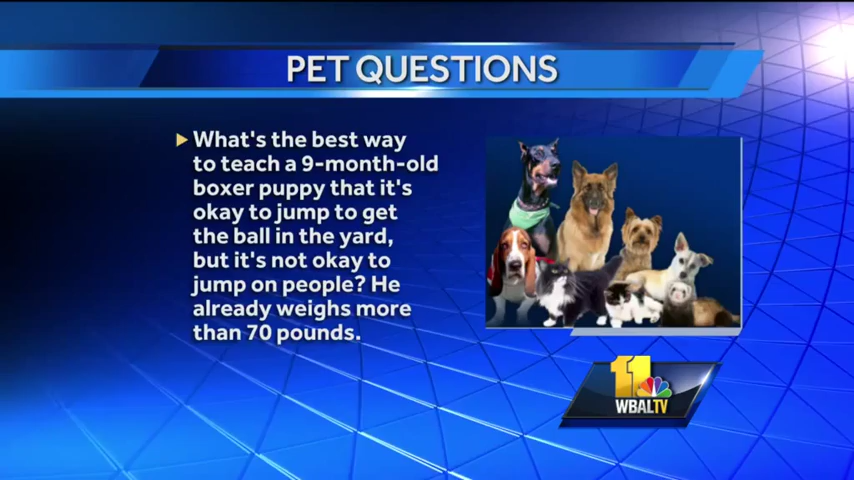 PET QUESTIONS
What's the best way
to teach a 9-month-old
boxer puppy that it's
okay to jump to get
the ball in the yard,
but it's not okay to
jump on people? He
already weighs more
than 70 pounds.
11
WBALTV